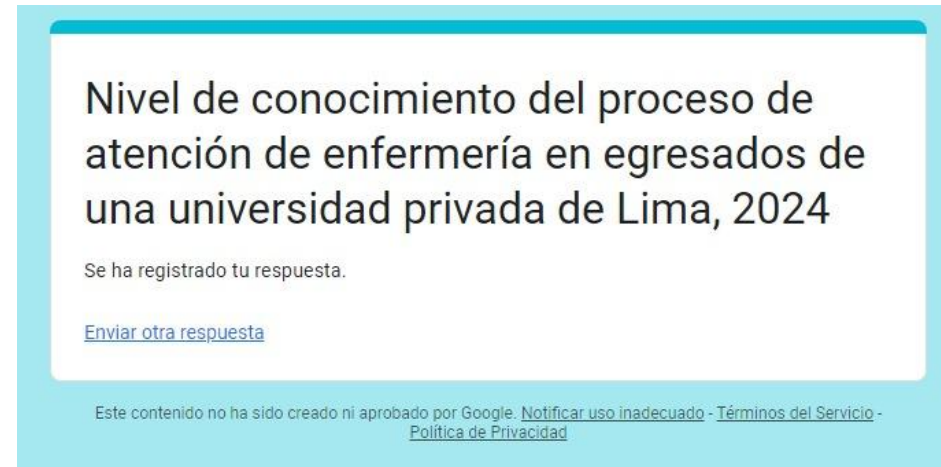 Nivel de conocimiento del proceso de
atención de enfermería en egresados de
una universidad privada de Lima, 2024
Se ha registrado tu respuesta.
Enviar otra respuesta
Este contenido no ha sido creado ni aprobado por Google. Notificar uso inadecuado - Términos del Servicio -
Política de Privacidad